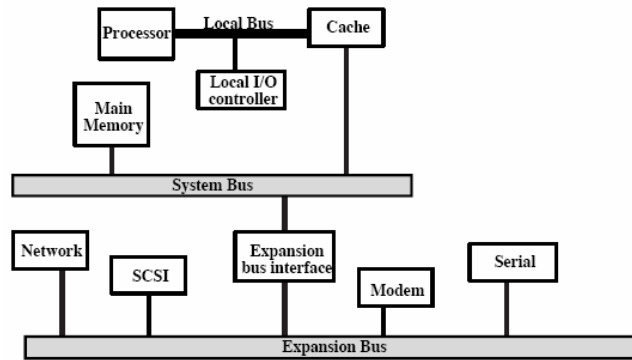 Local Bus
Processor
Cache
Local I/O
controller
Main
Memory
System Bus
Network
SCSI
Expansion
bus interface
Modem
Serial
Expansion Bus